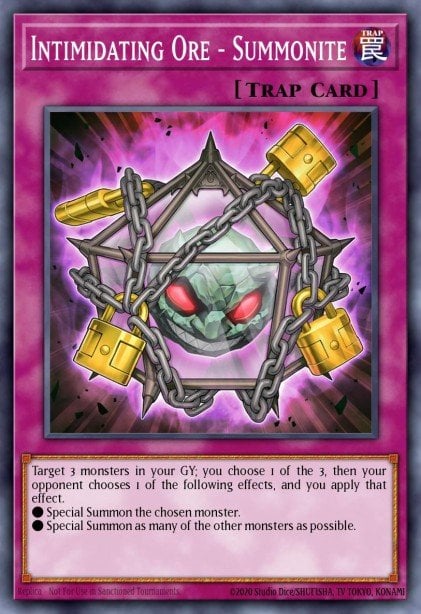 INTIMIDATING ORE - SUMMONITE
TRAP
罠
[TRAP CARD]
Target 3 monsters in your GY; you choose 1 of the 3, then your
opponent chooses 1 of the following effects, and you apply that
effect.
● Special Summon the chosen monster.
● Special Summon as many of the other monsters as possible.
Replica - Not For Use in Sanctioned Tournaments
©2020 Studio Dice/SHUEISHA, TV TOKYO, KONAMI